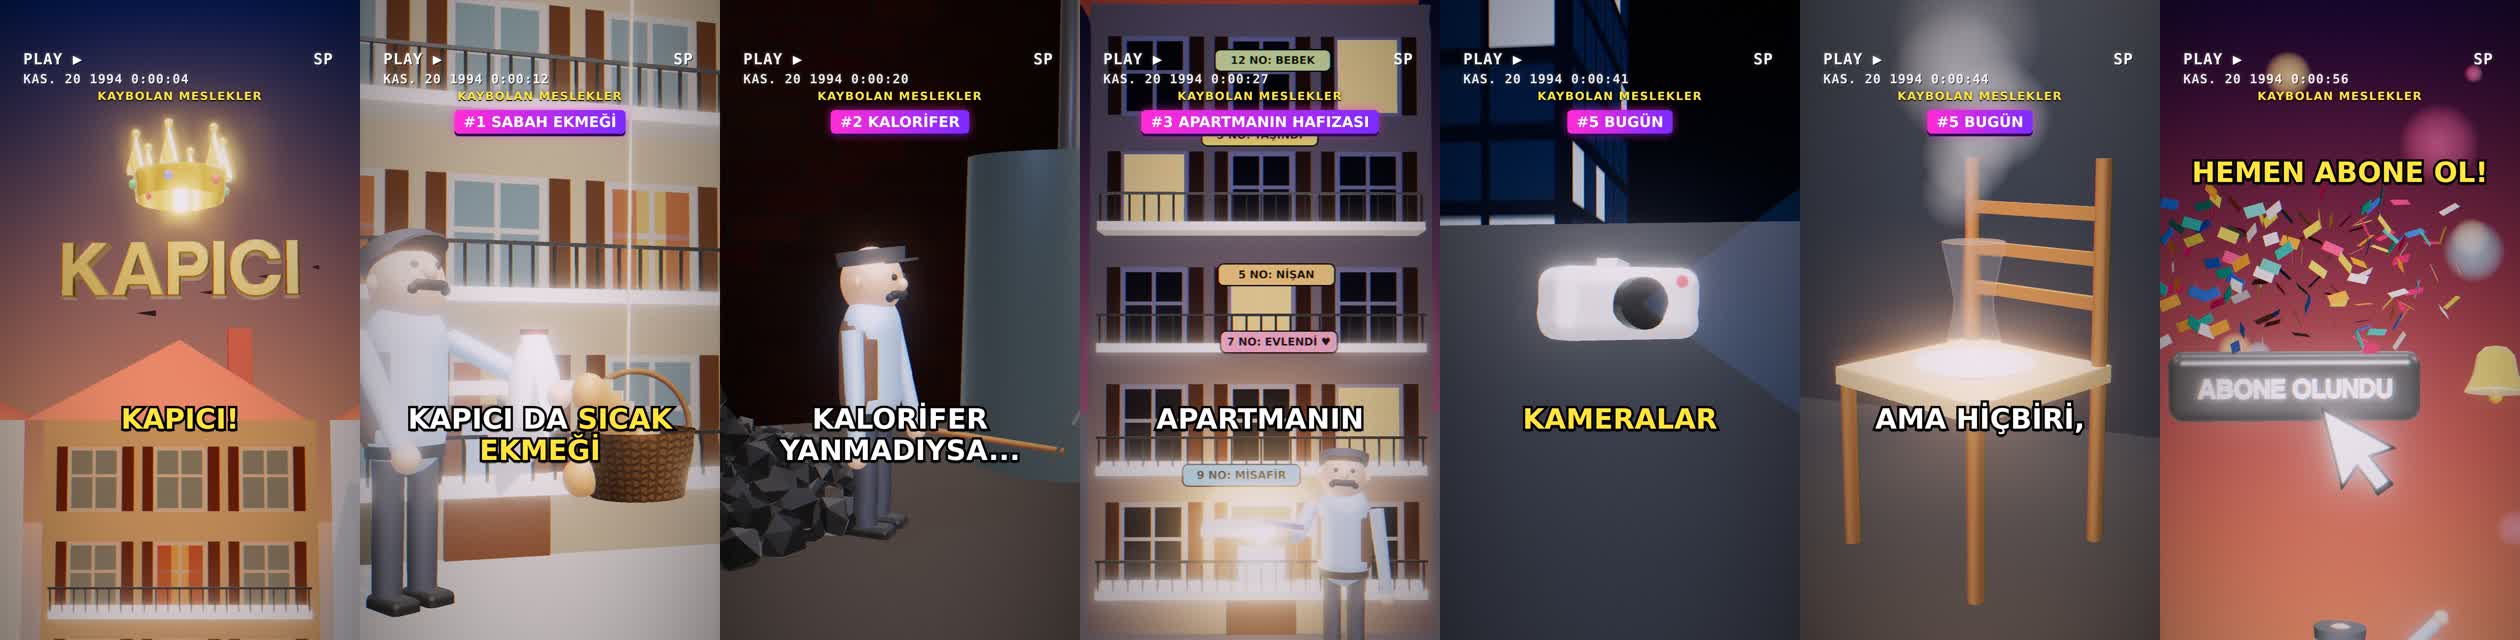 PLAY ▶
SP
KAS. 20 1994 0:00:04
KAYBOLAN MESLEKLER
KAPICI
KAPICI!
PLAY ▶
SP
KAS. 20 1994 0:00:12
KAYBOLAN MESLEKLER
#1 SABAH EKMEĞİ
KAPICI DA SICAK
EKMEĞİ
PLAY ▶
SP
KAS. 20 1994 0:00:20
KAYBOLAN MESLEKLER
#2 KALORİFER
KALORİFER
YANMADIYSA...
PLAY ▶
12 NO: BEBEK
SP
KAS. 20 1994 0:00:27
KAYBOLAN MESLEKLER
#3 APARTMANIN HAFIZASI
5 NO: NİŞAN
7 NO: EVLENDİ ♥
APARTMANIN
9 NO: MİSAFİR
PLAY ▶
SP
KAS. 20 1994 0:00:41
KAYBOLAN MESLEKLER
#5 BUGÜN
KAMERALAR
PLAY ▶
SP
KAS. 20 1994 0:00:44
KAYBOLAN MESLEKLER
#5 BUGÜN
AMA HİÇBİRİ,
PLAY ▶
SP
KAS. 20 1994 0:00:56
KAYBOLAN MESLEKLER
HEMEN ABONE OL!
ABONE OLUNDU